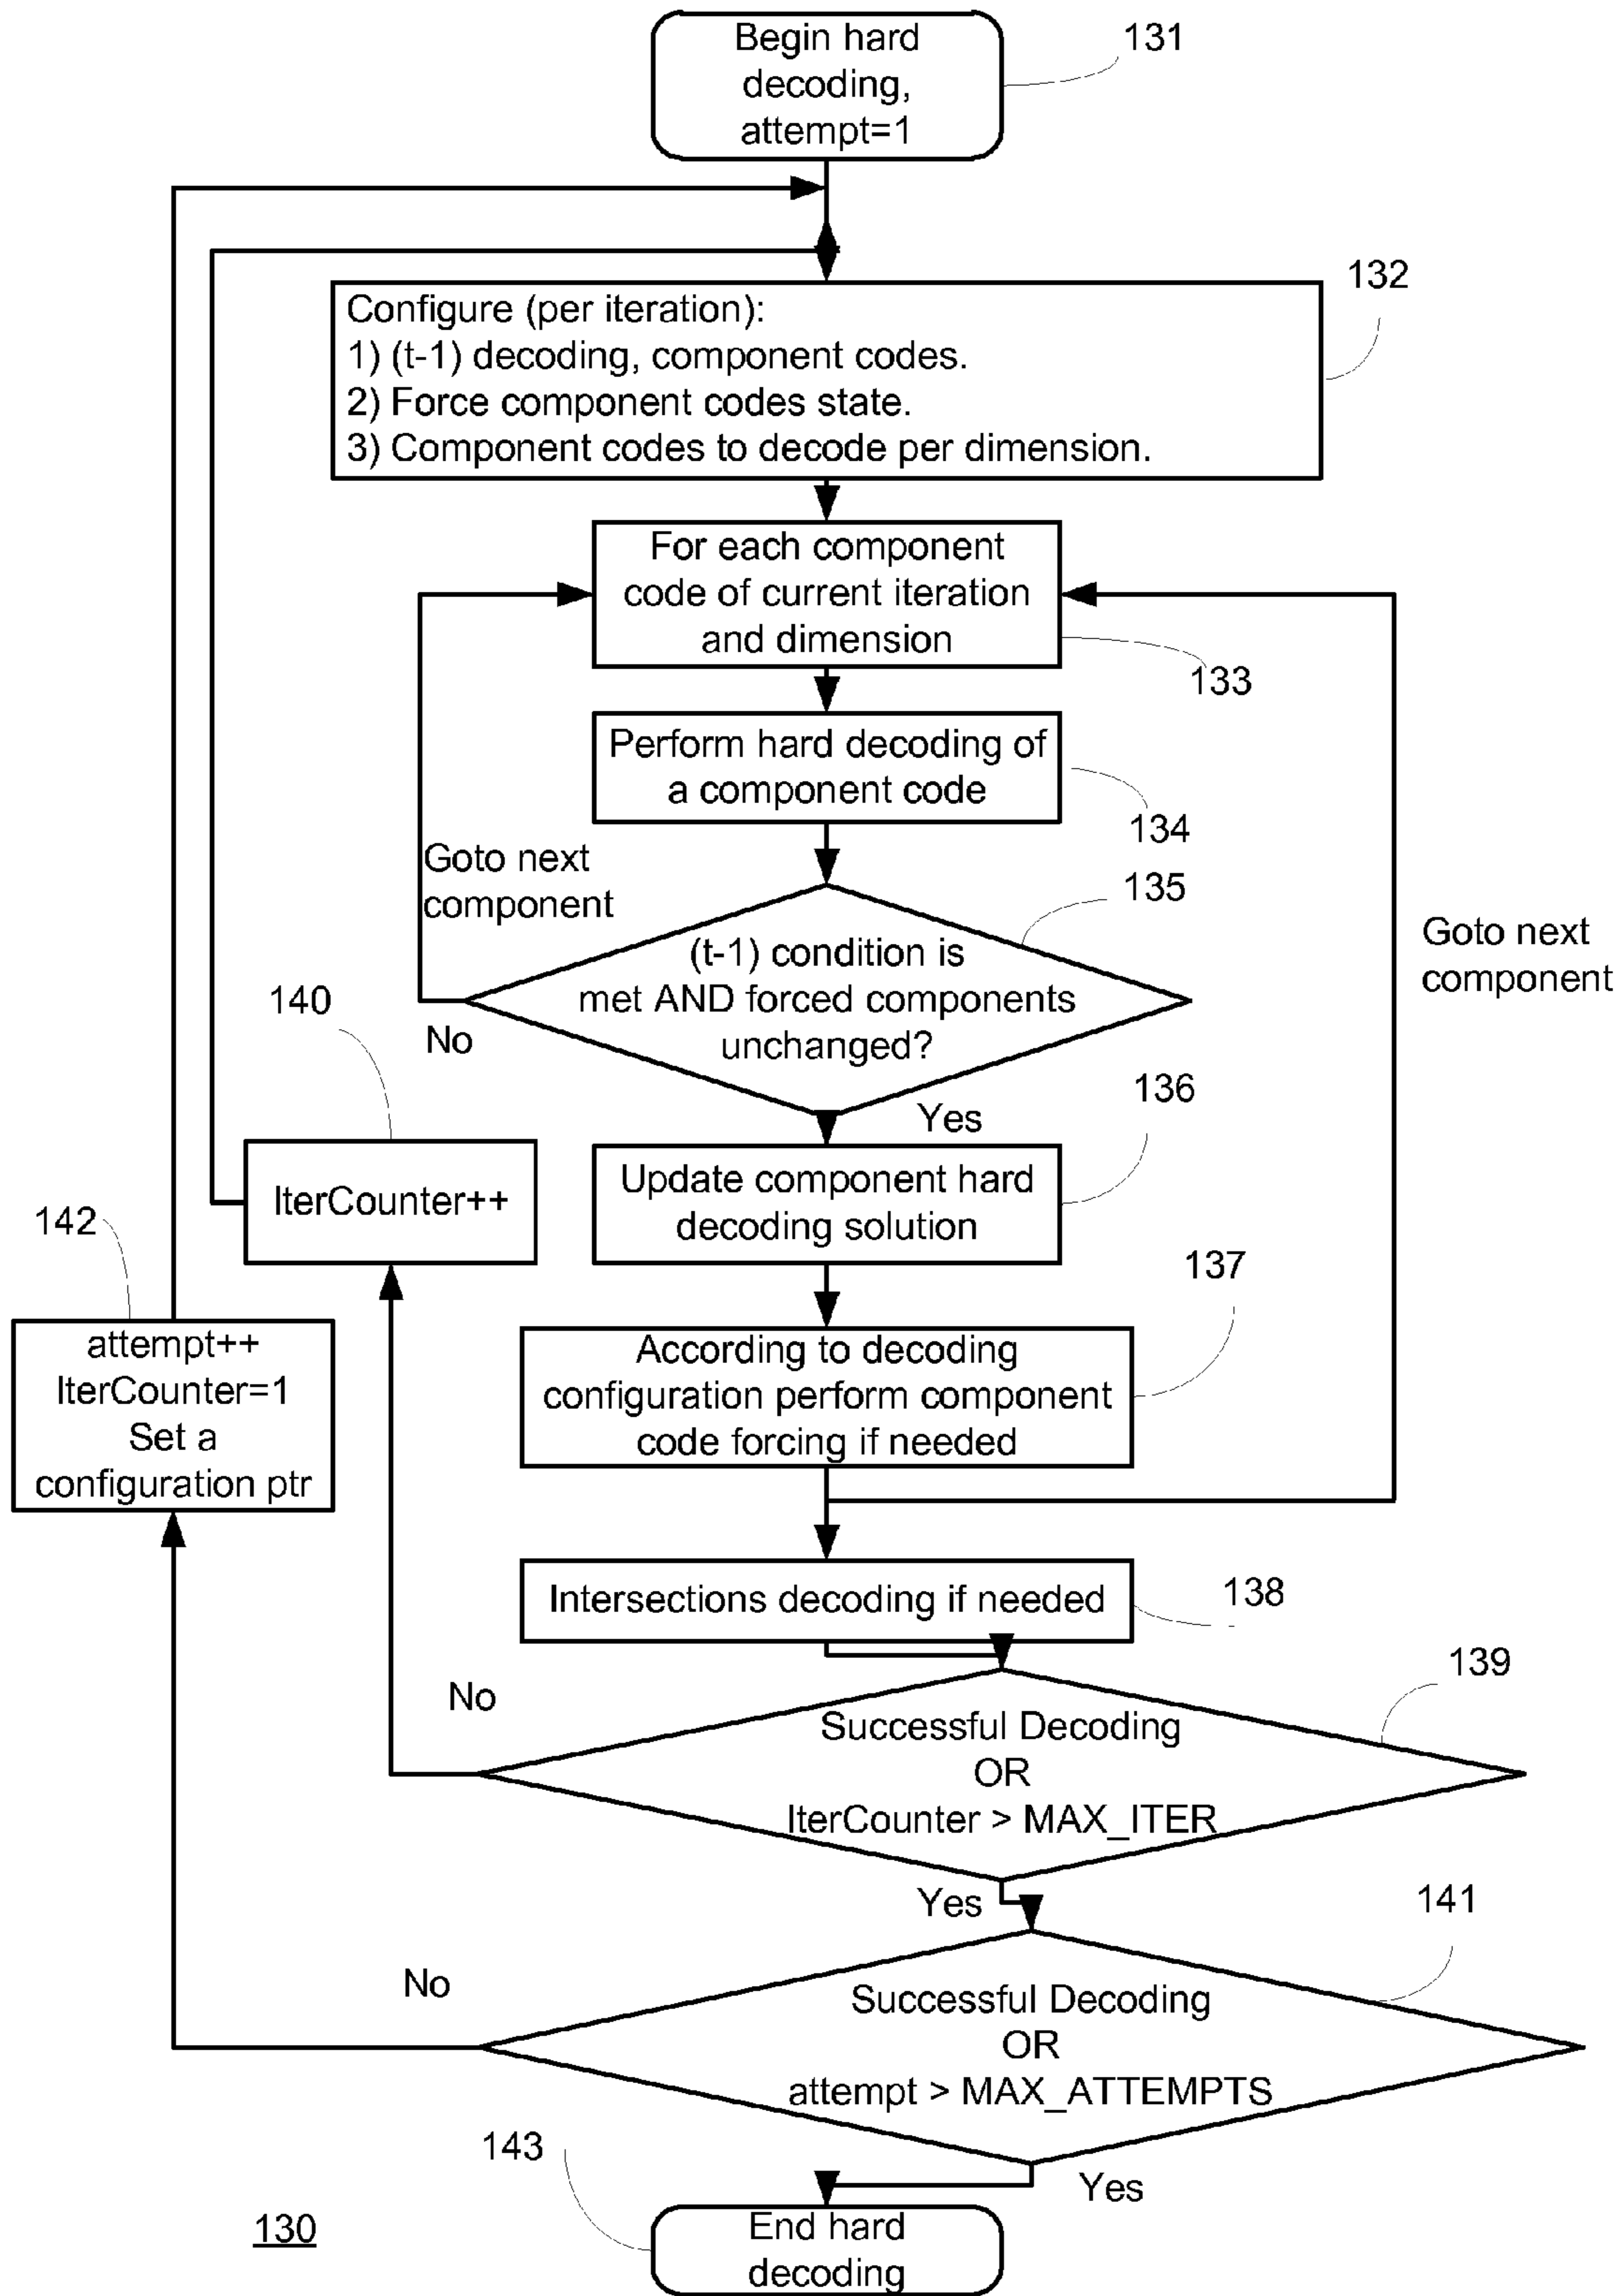 Begin hard
decoding,
attempt=1
131
132
Configure (per iteration):
1) (t-1) decoding, component codes.
2) Force component codes state.
3) Component codes to decode per dimension.
For each component
code of current iteration
and dimension
133
Perform hard decoding of
a component code
134
Goto next
component
135
(t-1) condition is
met AND forced components
unchanged?
Goto next
component
No
140
136
Yes
Update component hard
decoding solution
IterCounter++
142
137
attempt++
IterCounter=1
Set a
configuration ptr
According to decoding
configuration perform component
code forcing if needed
Intersections decoding if needed
138
139
No
Successful Decoding
OR
IterCounter > MAX_ITER
Yes
141
No
Successful Decoding
OR
attempt > MAX_ATTEMPTS
143
Yes
130
End hard
decoding